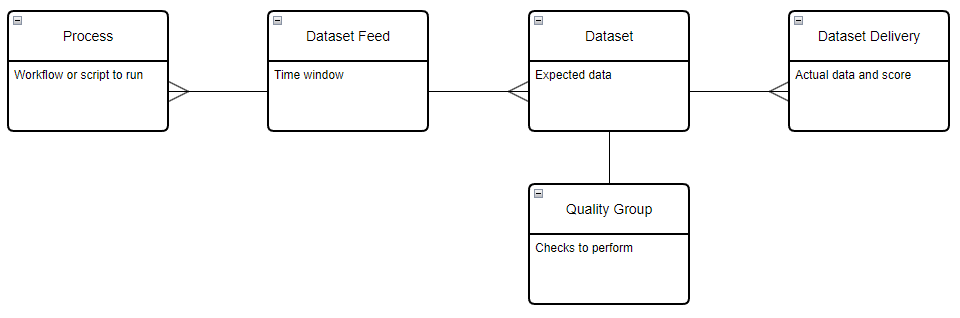 Process
Workflow or script to run
Dataset Feed
Time window
Dataset
Expected data
Dataset Delivery
Actual data and score
Quality Group
Checks to perform